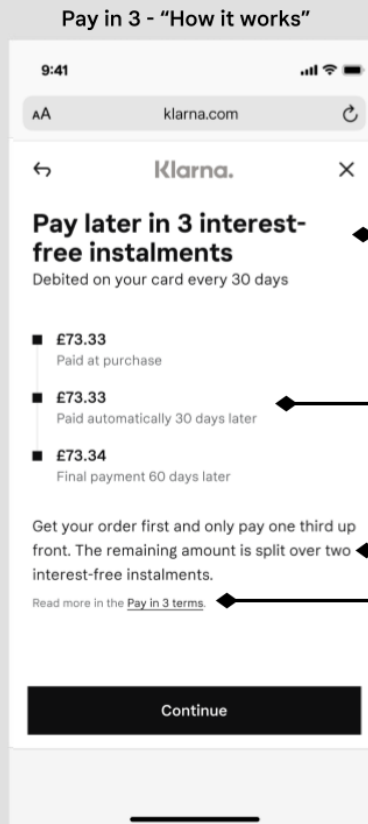 Pay in 3 - “How it works”
9:41
AA
klarna.com
Klarna.
Pay later in 3 interest-
free instalments
Debited on your card every 30 days
£73.33
Paid at purchase
£73.33
Paid automatically 30 days later
£73.34
Final payment 60 days later
Get your order first and only pay one third up
front. The remaining amount is split over two
interest-free instalments.
Read more in the Pay in 3 terms.
Continue